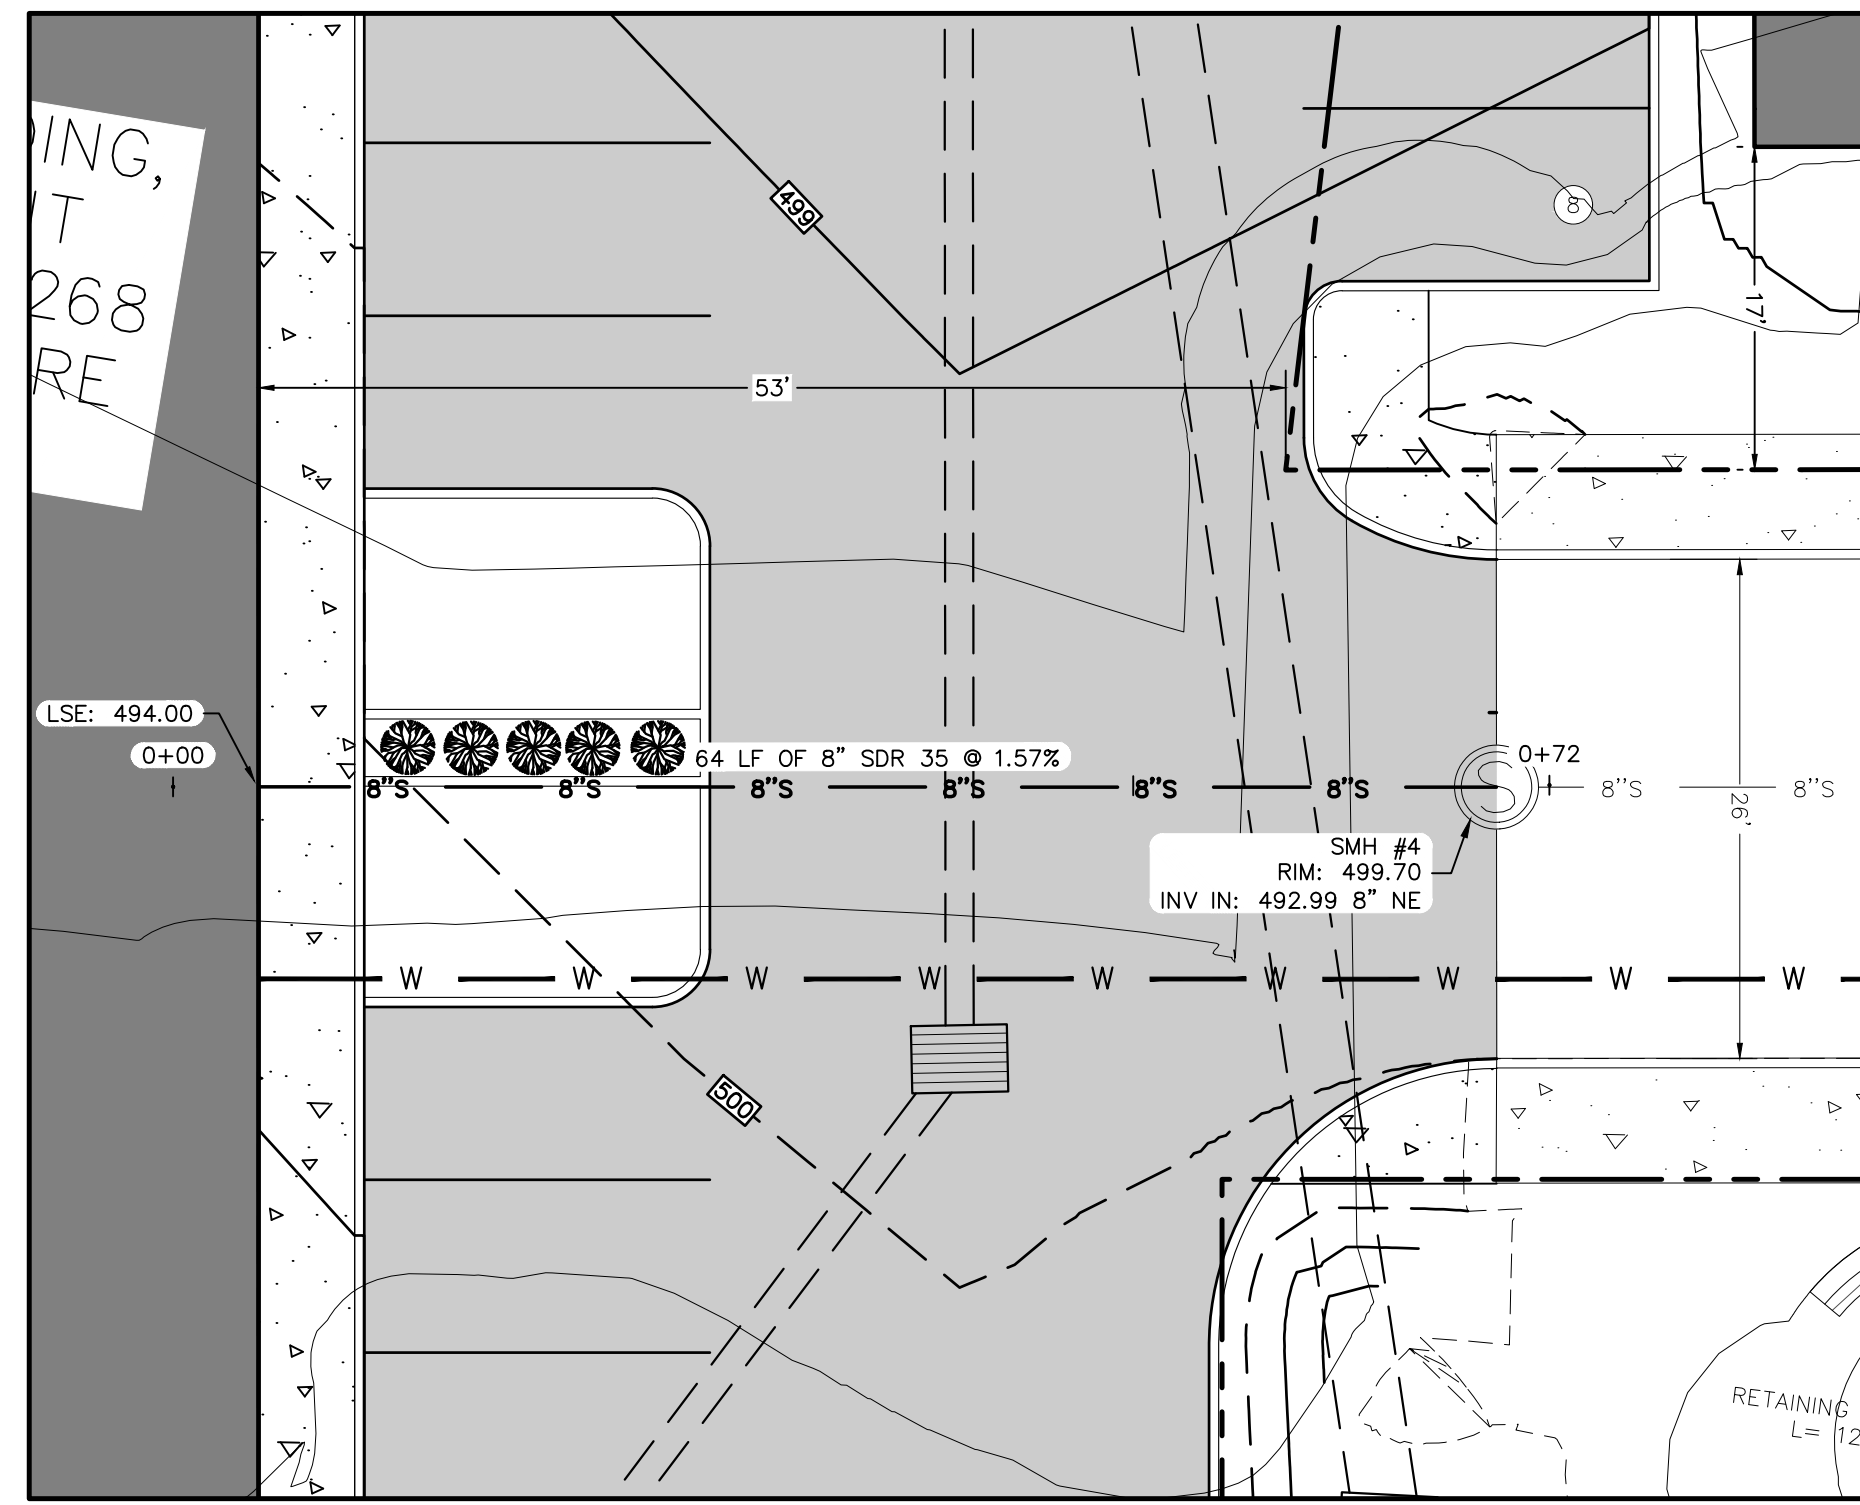 ING,
T
268
RE
499
8
17'
53'
LSE: 494.00
0+00
64 LF OF 8" SDR 35 @ 1.57%
0+72
8"S 8"S 8"S 8"S 8"S 8"S 8"S 8"S
26'
SMH #4
RIM: 499.70
INV IN: 492.99 8" NE
W W W W W W W W W
500
RETAINING
L= 12